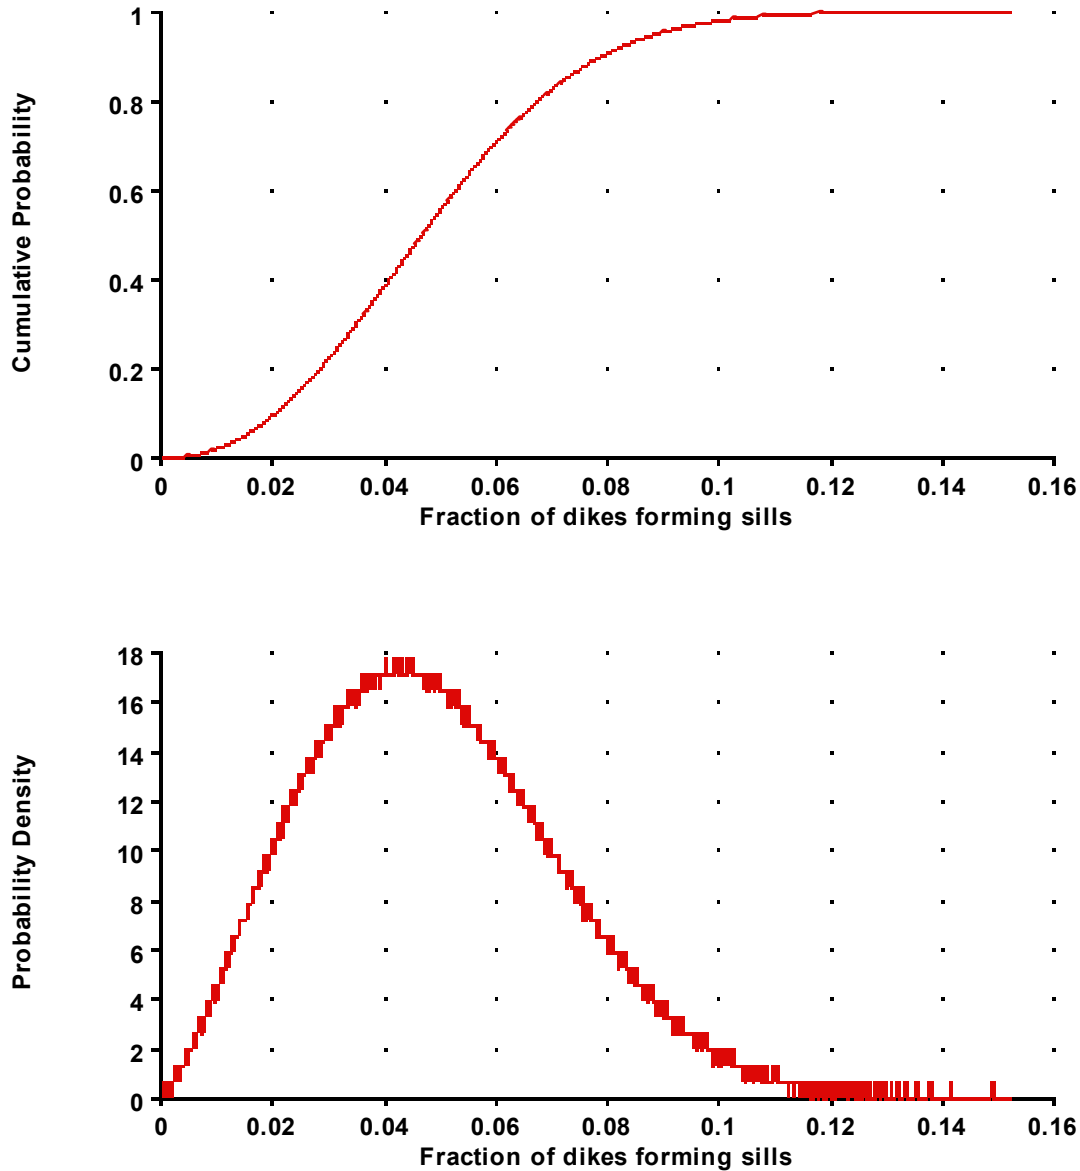 1
0.8
0.6
0.4
0.2
0
Cumulative Probability
0 0.02 0.04 0.06 0.08 0.1 0.12 0.14 0.16
Fraction of dikes forming sills
18
16
14
12
10
8
6
4
2
0
Probability Density
0 0.02 0.04 0.06 0.08 0.1 0.12 0.14 0.16
Fraction of dikes forming sills